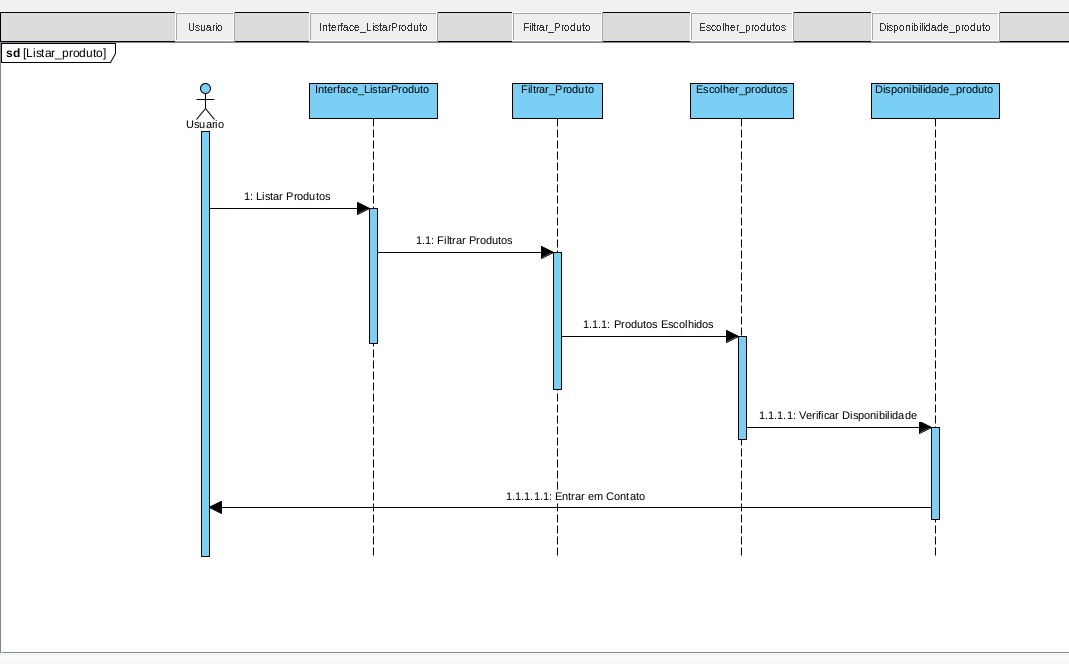 Usuario Interface_ListarProduto Filtrar_Produto Escolher_produtos Disponibilidade_produto
sd [Listar_produto]
Interface_ListarProduto Filtrar_Produto Escolher_produtos Disponibilidade_produto
Usuario
1: Listar Produtos
1.1: Filtrar Produtos
1.1.1: Produtos Escolhidos
1.1.1.1: Verificar Disponibilidade
1.1.1.1.1: Entrar em Contato